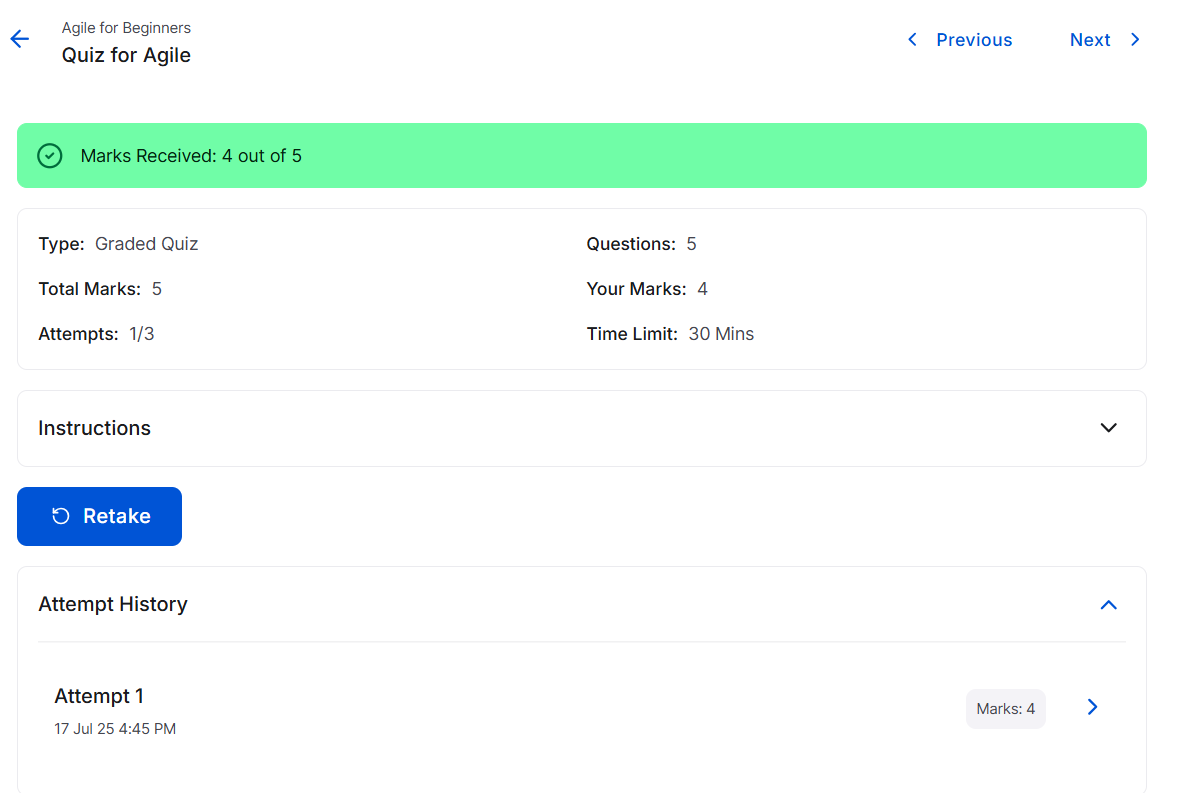 Agile for Beginners
Quiz for Agile
Previous
Next
Marks Received: 4 out of 5
Type: Graded Quiz
Questions: 5
Total Marks: 5
Your Marks: 4
Attempts: 1/3
Time Limit: 30 Mins
Instructions
Retake
Attempt History
Attempt 1
Marks: 4
17 Jul 25 4:45 PM